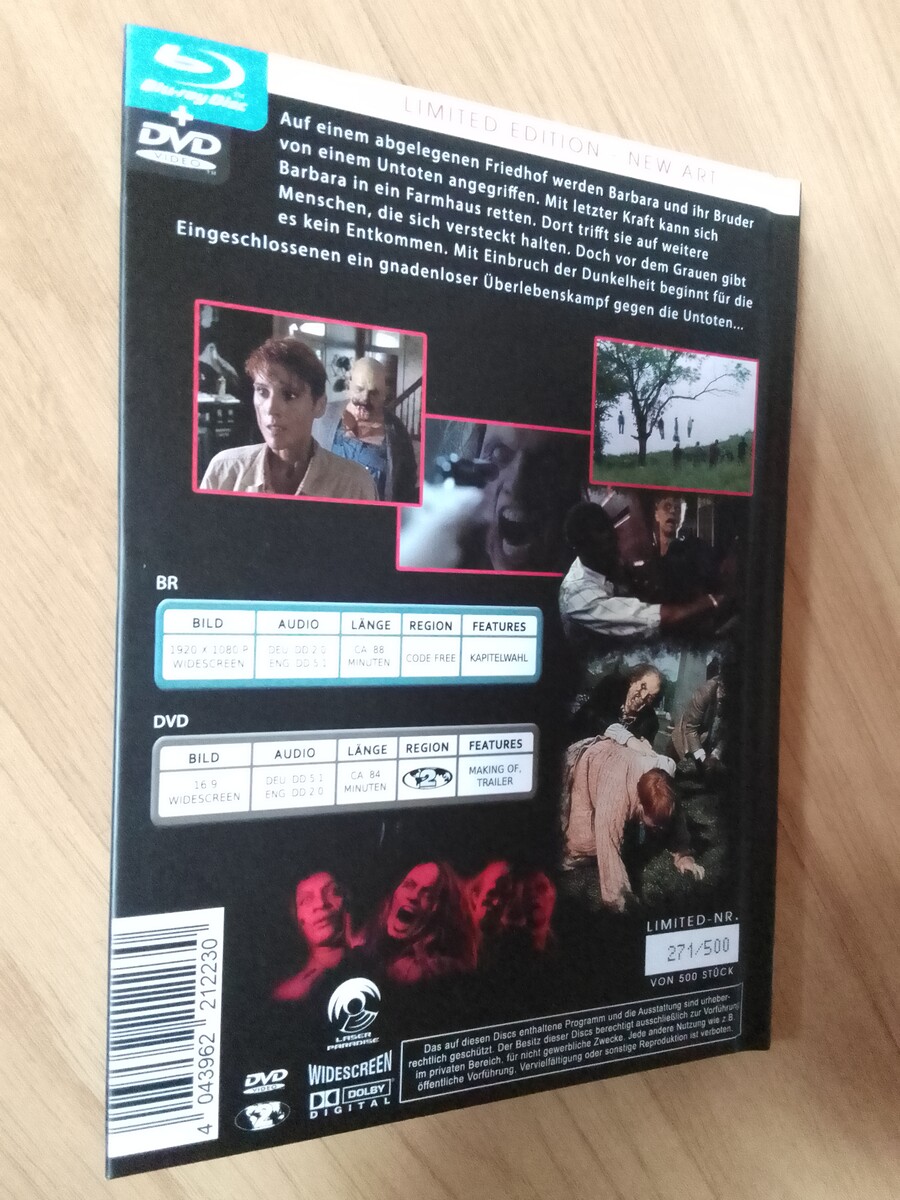 Blu-ray Disc
+
DVD
VIDEO
LIMITED EDITION - NEW ART
Auf einem abgelegenen Friedhof werden Barbara und ihr Bruder
von einem Untoten angegriffen. Mit letzter Kraft kann sich
Barbara in ein Farmhaus retten. Dort trifft sie auf weitere
Menschen, die sich versteckt halten. Doch vor dem Grauen gibt
es kein Entkommen. Mit Einbruch der Dunkelheit beginnt für die
Eingeschlossenen ein gnadenloser Überlebenskampf gegen die Untoten...
BR
BILD AUDIO LÄNGE REGION FEATURES
1920 X 1080 P DEU. DD 2.0 CA. 88 CODE FREE KAPITELWAHL
WIDESCREEN ENG. DD 5.1 MINUTEN
DVD
BILD AUDIO LÄNGE REGION FEATURES
16:9 DEU. DD 5.1 CA. 84 2 MAKING OF,
WIDESCREEN ENG. DD 2.0 MINUTEN TRAILER
LIMITED-NR.
271/500
VON 500 STÜCK
4 043962 212230
LASER
PARADISE
DVD
VIDEO
2
WIDESCREEN
DOLBY
DIGITAL
Das auf diesen Discs enthaltene Programm und die Ausstattung sind urheber-
rechtlich geschützt. Der Besitz dieser Discs berechtigt ausschließlich zur Vorführung
im privaten Bereich, für nicht gewerbliche Zwecke. Jede andere Nutzung wie z.B.
öffentliche Vorführung, Vervielfältigung oder sonstige Reproduktion ist verboten.